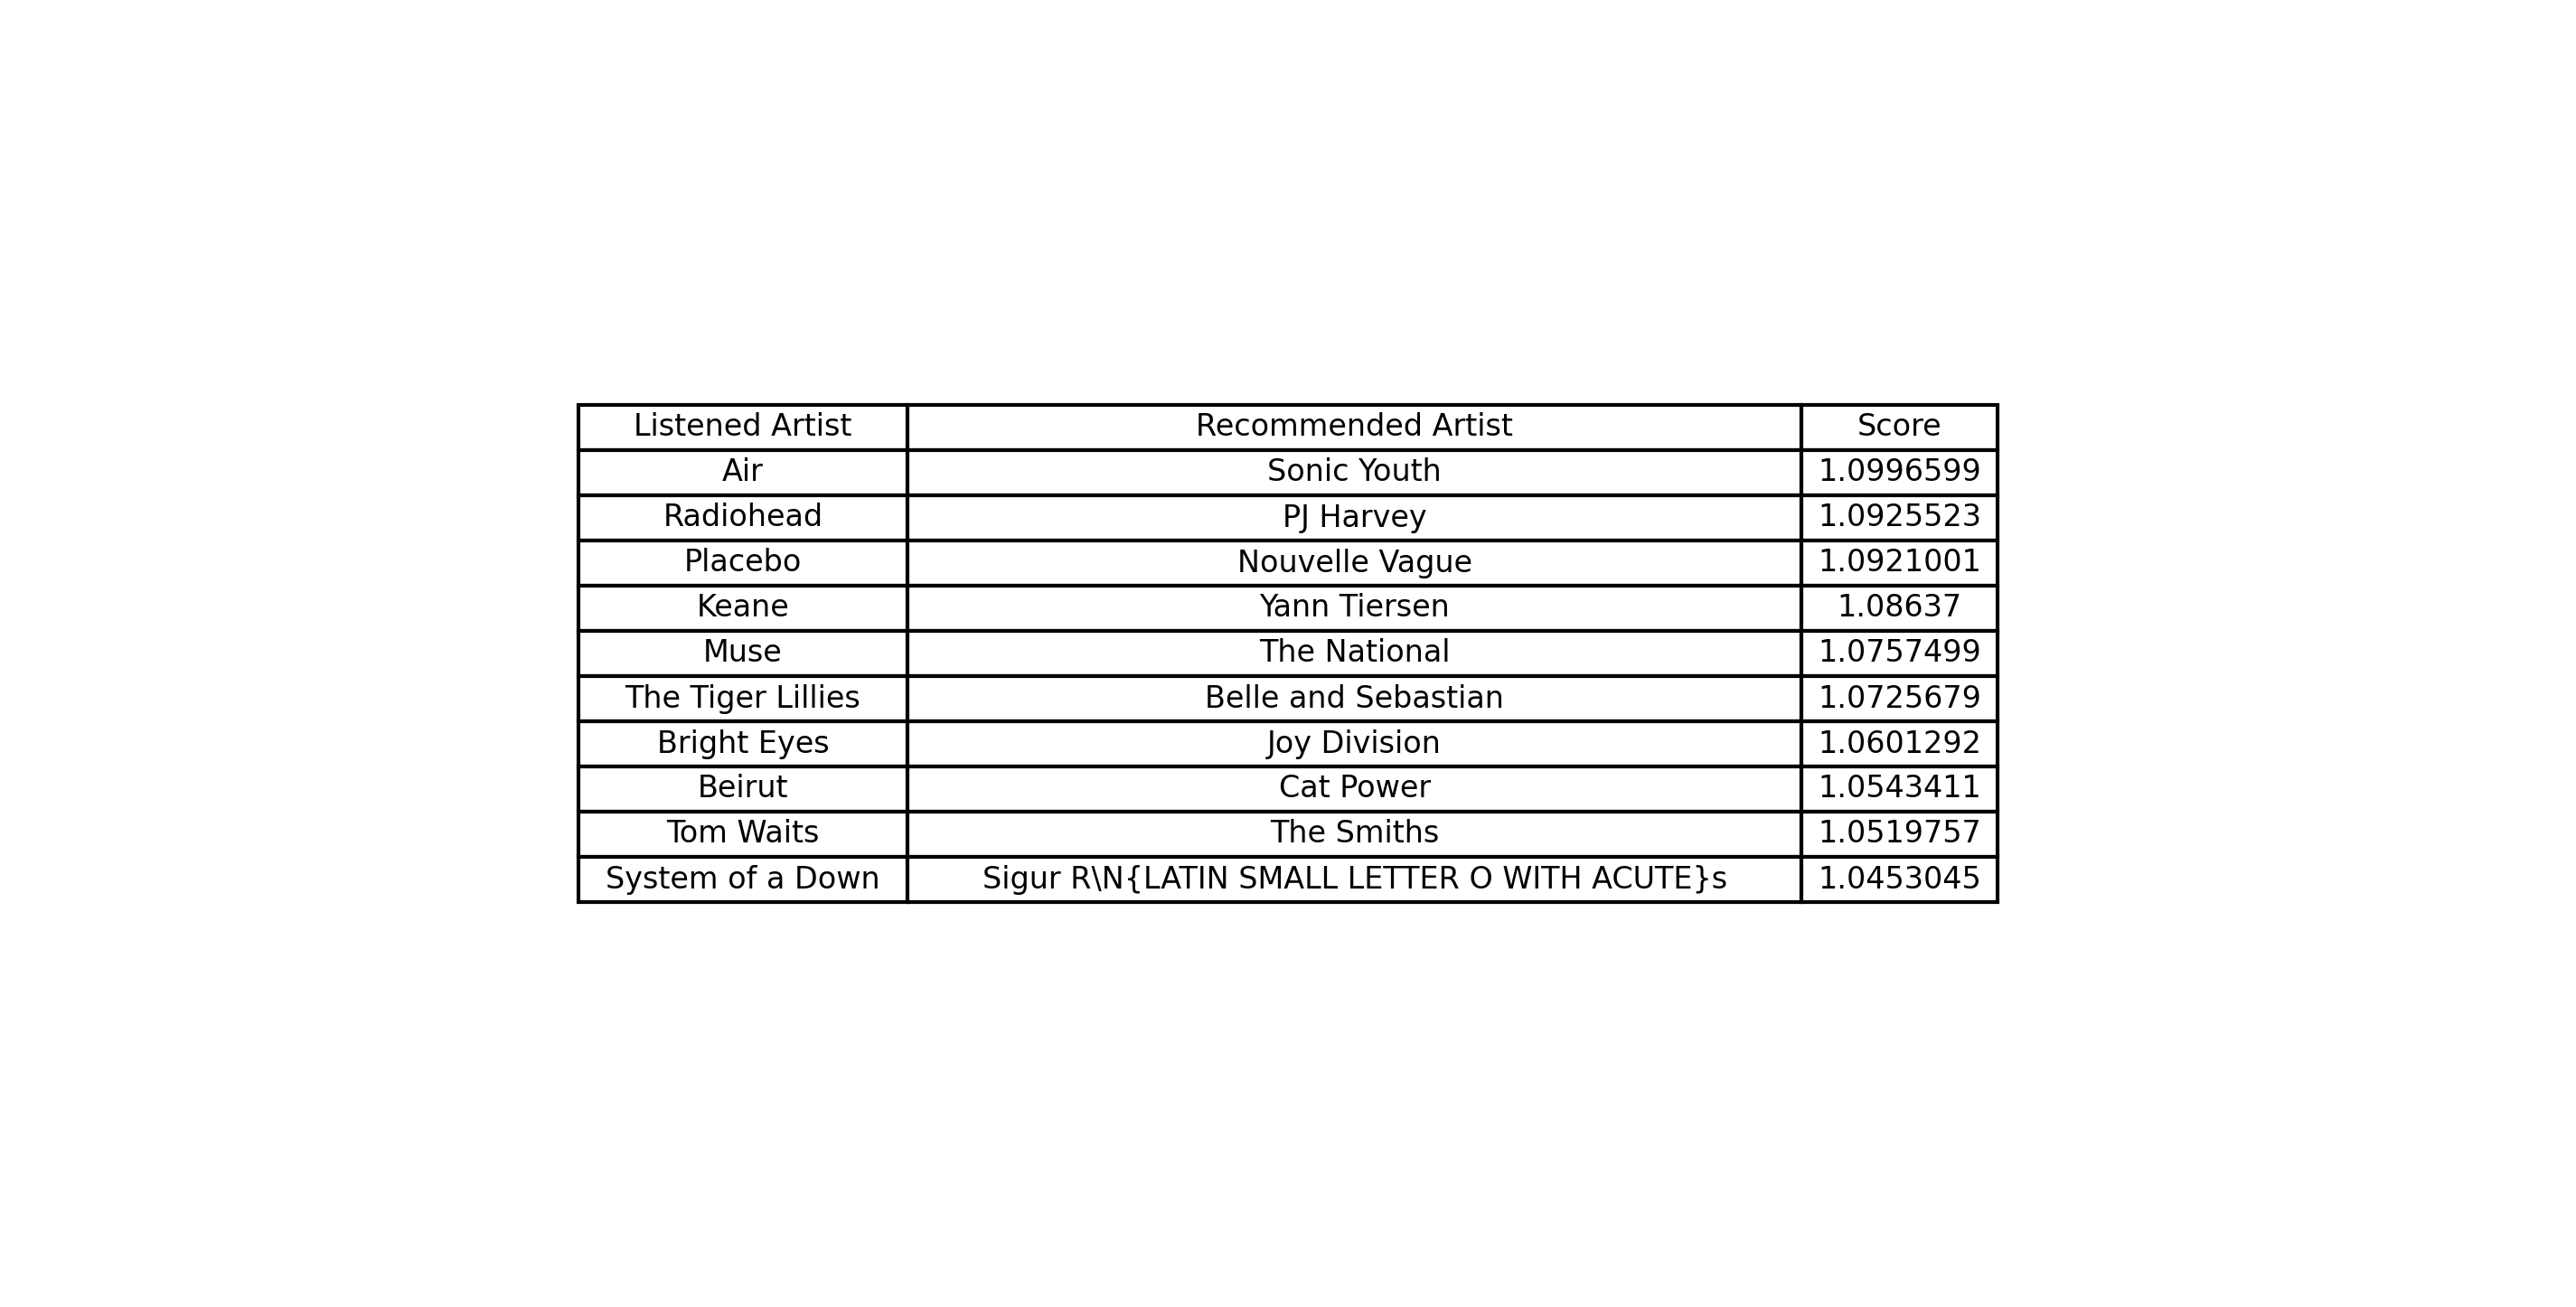 Listened Artist Recommended Artist Score
Air Sonic Youth 1.0996599
Radiohead PJ Harvey 1.0925523
Placebo Nouvelle Vague 1.0921001
Keane Yann Tiersen 1.08637
Muse The National 1.0757499
The Tiger Lillies Belle and Sebastian 1.0725679
Bright Eyes Joy Division 1.0601292
Beirut Cat Power 1.0543411
Tom Waits The Smiths 1.0519757
System of a Down Sigur R\N{LATIN SMALL LETTER O WITH ACUTE}s 1.0453045